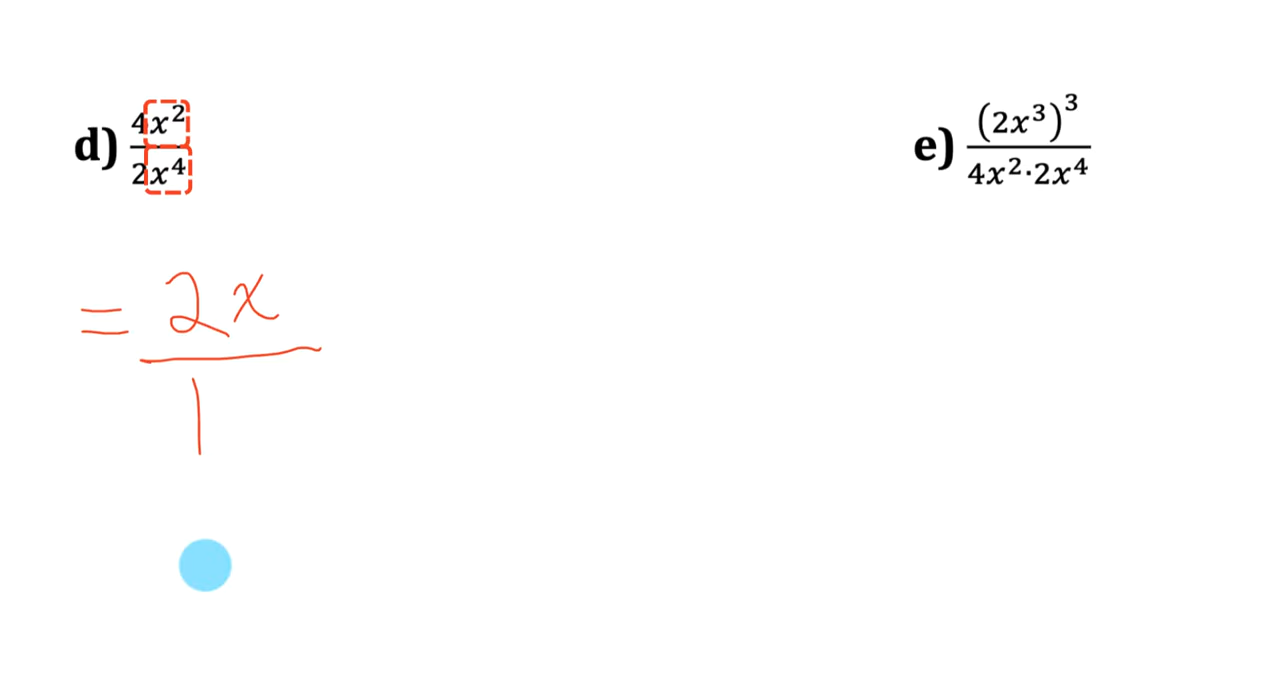 d) 4x²/2x⁴
e) (2x³)³/4x²·2x⁴
= 2x/1